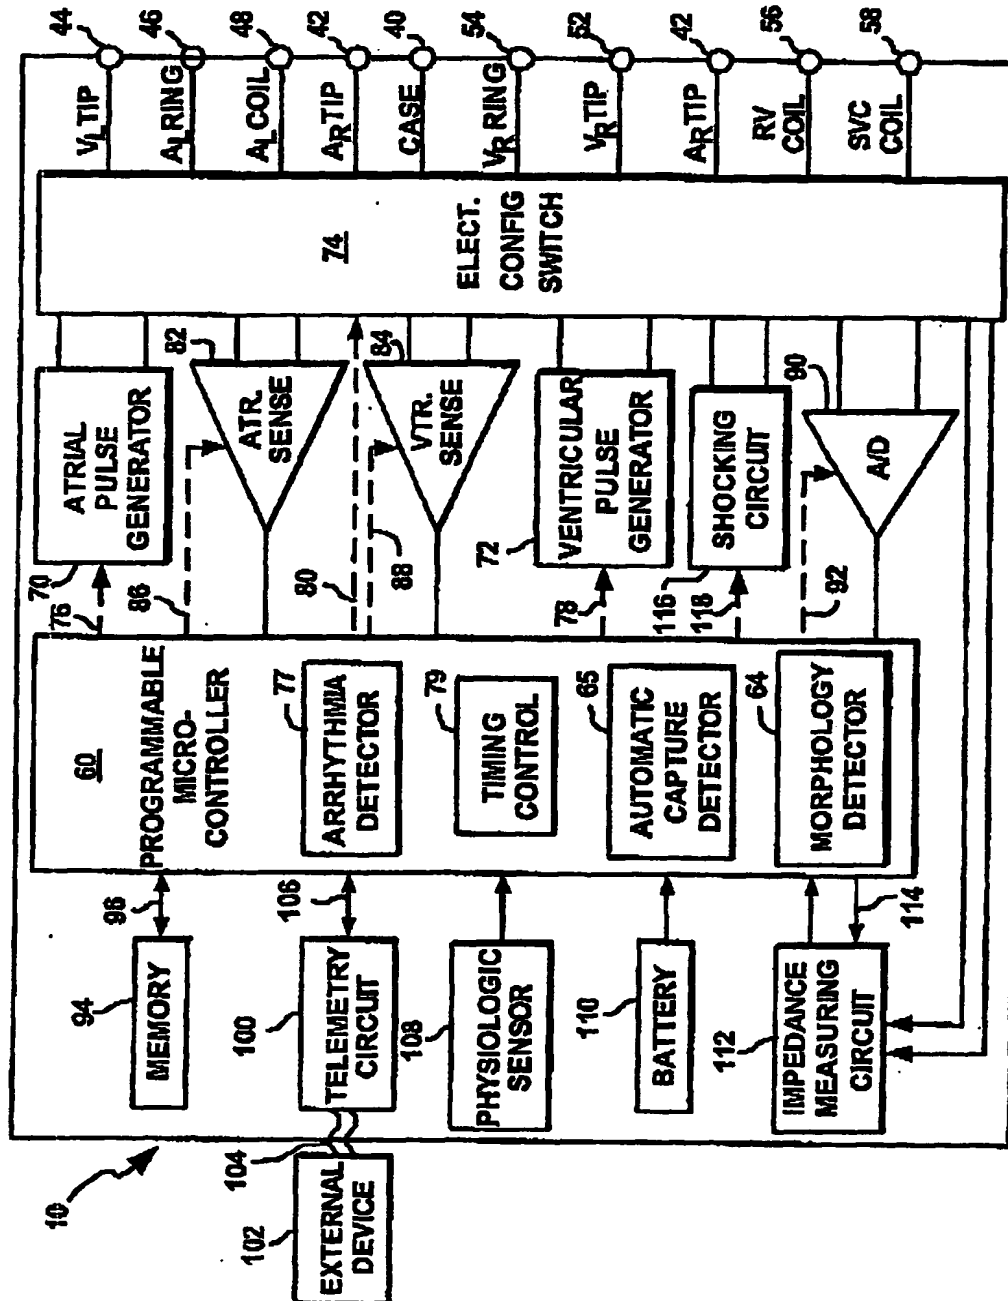 44
46
48
42
40
54
52
42
56
58
VL TIP
AL RING
AL COIL
AR TIP
CASE
VR RING
VR TIP
AR TIP
RV
COIL
SVC
COIL
74
ELECT.
CONFIG
SWITCH
ATRIAL
PULSE
GENERATOR
70
76
82
ATR.
SENSE
86
80
84
VTR.
SENSE
88
VENTRICULAR
PULSE
GENERATOR
72
78
SHOCKING
CIRCUIT
116
118
90
A/D
92
60
PROGRAMMABLE
MICRO-
CONTROLLER
77
ARRHYTHMIA
DETECTOR
79
TIMING
CONTROL
65
AUTOMATIC
CAPTURE
DETECTOR
64
MORPHOLOGY
DETECTOR
96
106
114
94
MEMORY
100
TELEMETRY
CIRCUIT
108
PHYSIOLOGIC
SENSOR
110
BATTERY
112
IMPEDANCE
MEASURING
CIRCUIT
10
104
102
EXTERNAL
DEVICE